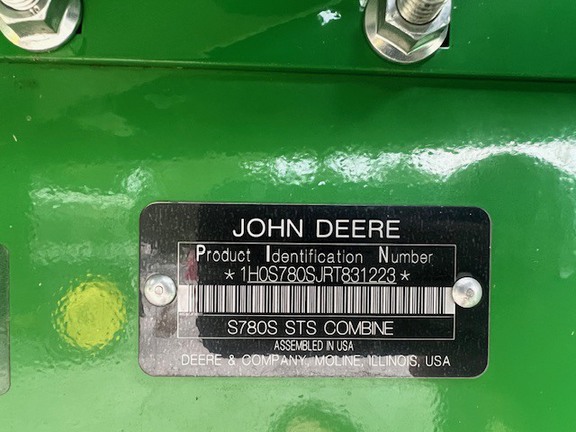 JOHN DEERE
Product Identification Number
*1H0S780SJRT831223*
S780S STS COMBINE
ASSEMBLED IN USA
DEERE & COMPANY, MOLINE, ILLINOIS, USA